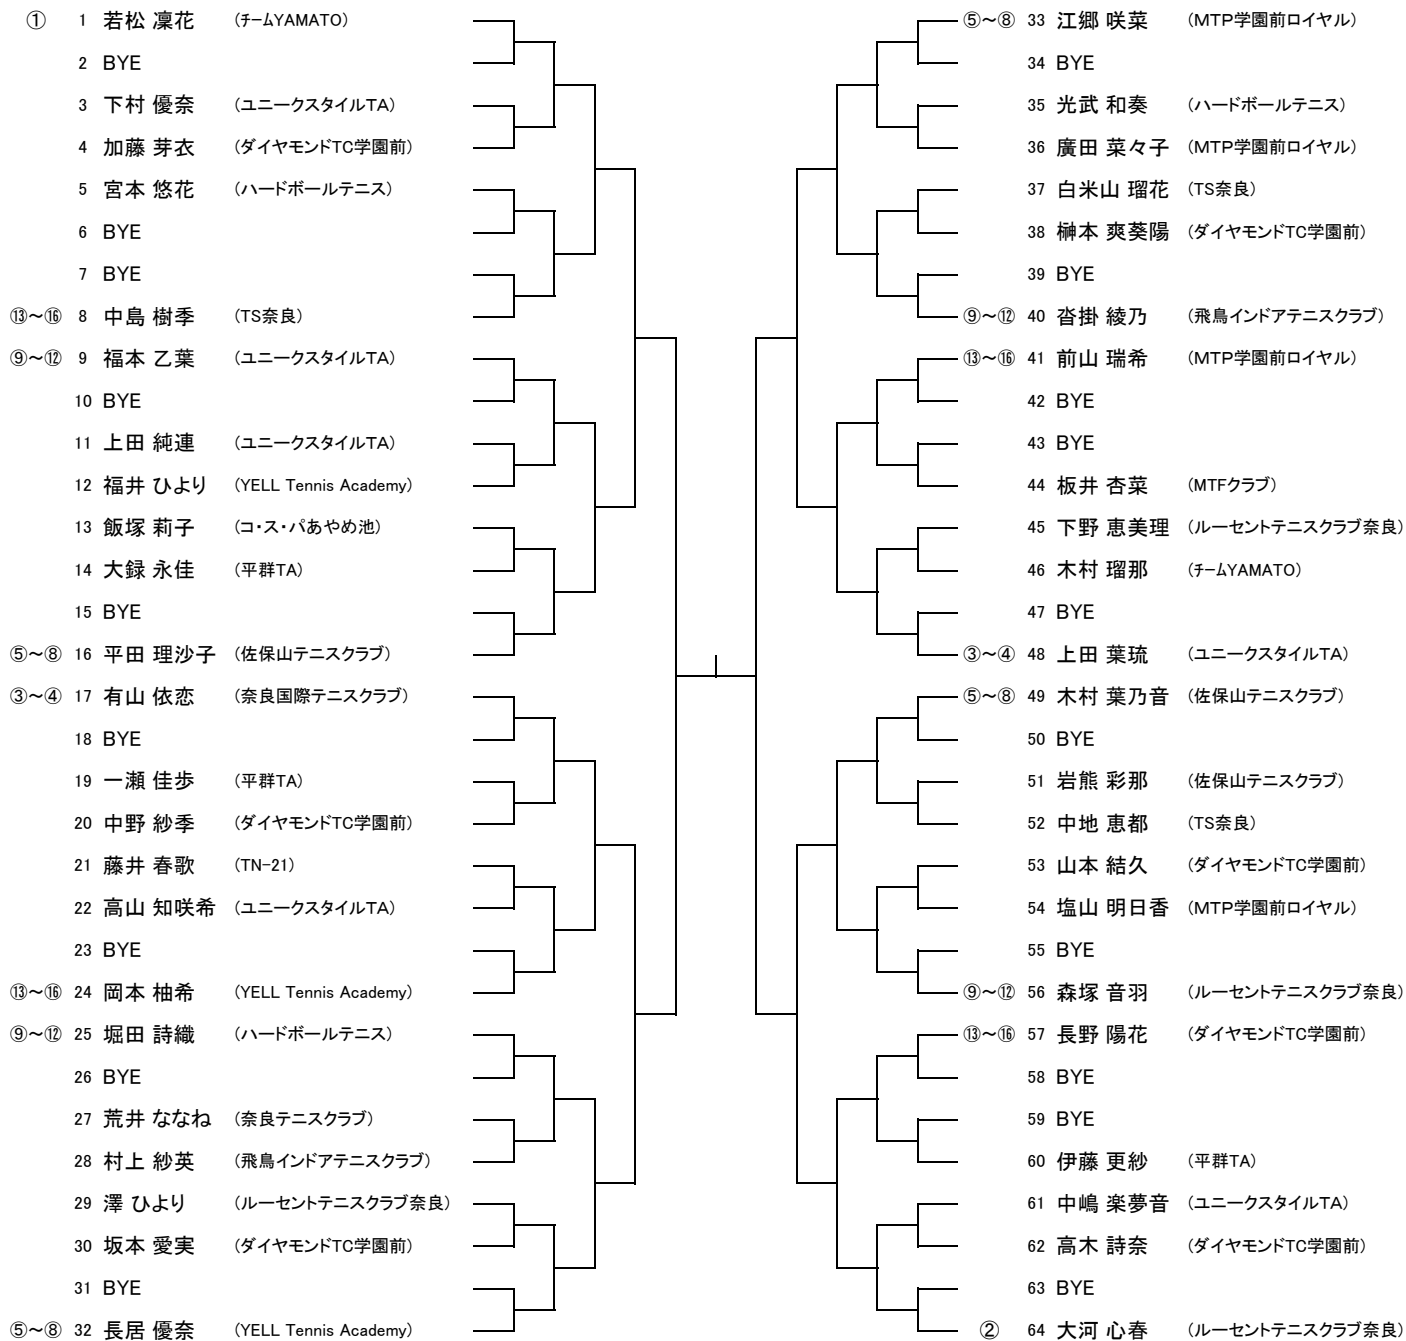 ① 1 若松 凜花 (チームYAMATO)
2 BYE
3 下村 優奈 (ユニークスタイルTA)
4 加藤 芽衣 (ダイヤモンドTC学園前)
5 宮本 悠花 (ハードボールテニス)
6 BYE
7 BYE
⑬～⑯ 8 中島 樹季 (TS奈良)
⑨～⑫ 9 福本 乙葉 (ユニークスタイルTA)
10 BYE
11 上田 純連 (ユニークスタイルTA)
12 福井 ひより (YELL Tennis Academy)
13 飯塚 莉子 (コ・ス・パあやめ池)
14 大録 永佳 (平群TA)
15 BYE
⑤～⑧ 16 平田 理沙子 (佐保山テニスクラブ)
③～④ 17 有山 依恋 (奈良国際テニスクラブ)
18 BYE
19 一瀬 佳歩 (平群TA)
20 中野 紗季 (ダイヤモンドTC学園前)
21 藤井 春歌 (TN-21)
22 高山 知咲希 (ユニークスタイルTA)
23 BYE
⑬～⑯ 24 岡本 柚希 (YELL Tennis Academy)
⑨～⑫ 25 堀田 詩織 (ハードボールテニス)
26 BYE
27 荒井 ななね (奈良テニスクラブ)
28 村上 紗英 (飛鳥インドアテニスクラブ)
29 澤 ひより (ルーセントテニスクラブ奈良)
30 坂本 愛実 (ダイヤモンドTC学園前)
31 BYE
⑤～⑧ 32 長居 優奈 (YELL Tennis Academy)
⑤～⑧ 33 江郷 咲菜 (MTP学園前ロイヤル)
34 BYE
35 光武 和奏 (ハードボールテニス)
36 廣田 菜々子 (MTP学園前ロイヤル)
37 白米山 瑠花 (TS奈良)
38 榊本 爽葵陽 (ダイヤモンドTC学園前)
39 BYE
⑨～⑫ 40 沓掛 綾乃 (飛鳥インドアテニスクラブ)
⑬～⑯ 41 前山 瑞希 (MTP学園前ロイヤル)
42 BYE
43 BYE
44 板井 杏菜 (MTFクラブ)
45 下野 恵美理 (ルーセントテニスクラブ奈良)
46 木村 瑠那 (チームYAMATO)
47 BYE
③～④ 48 上田 葉琉 (ユニークスタイルTA)
⑤～⑧ 49 木村 葉乃音 (佐保山テニスクラブ)
50 BYE
51 岩熊 彩那 (佐保山テニスクラブ)
52 中地 恵都 (TS奈良)
53 山本 結久 (ダイヤモンドTC学園前)
54 塩山 明日香 (MTP学園前ロイヤル)
55 BYE
⑨～⑫ 56 森塚 音羽 (ルーセントテニスクラブ奈良)
⑬～⑯ 57 長野 陽花 (ダイヤモンドTC学園前)
58 BYE
59 BYE
60 伊藤 更紗 (平群TA)
61 中嶋 楽夢音 (ユニークスタイルTA)
62 高木 詩奈 (ダイヤモンドTC学園前)
63 BYE
② 64 大河 心春 (ルーセントテニスクラブ奈良)